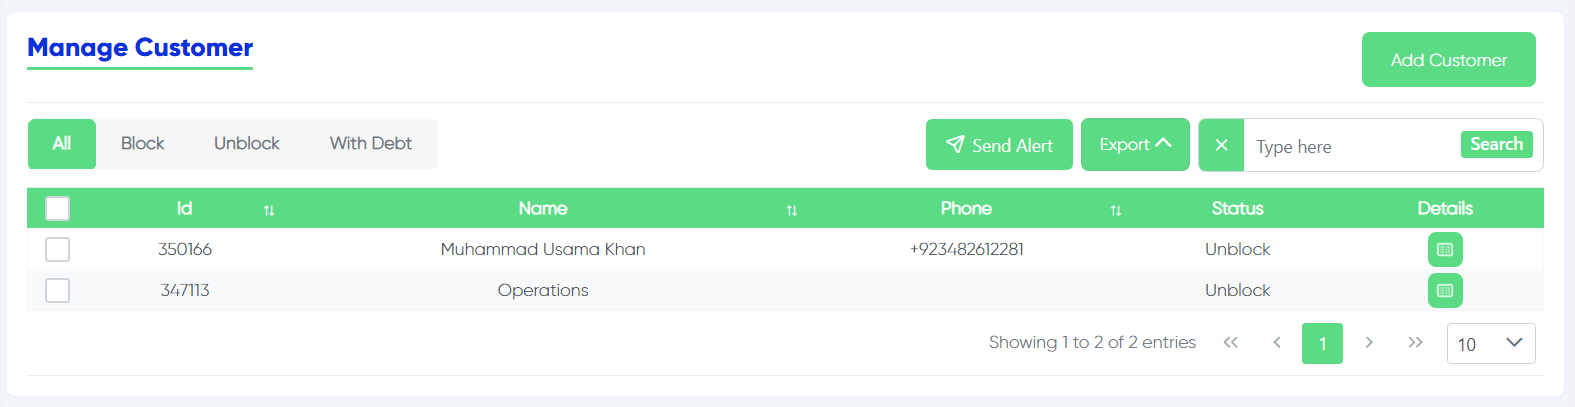 Manage Customer
Add Customer
All Block Unblock With Debt Send Alert Export Type here Search
Id Name Phone Status Details
350166 Muhammad Usama Khan +923482612281 Unblock
347113 Operations Unblock
Showing 1 to 2 of 2 entries 1 10